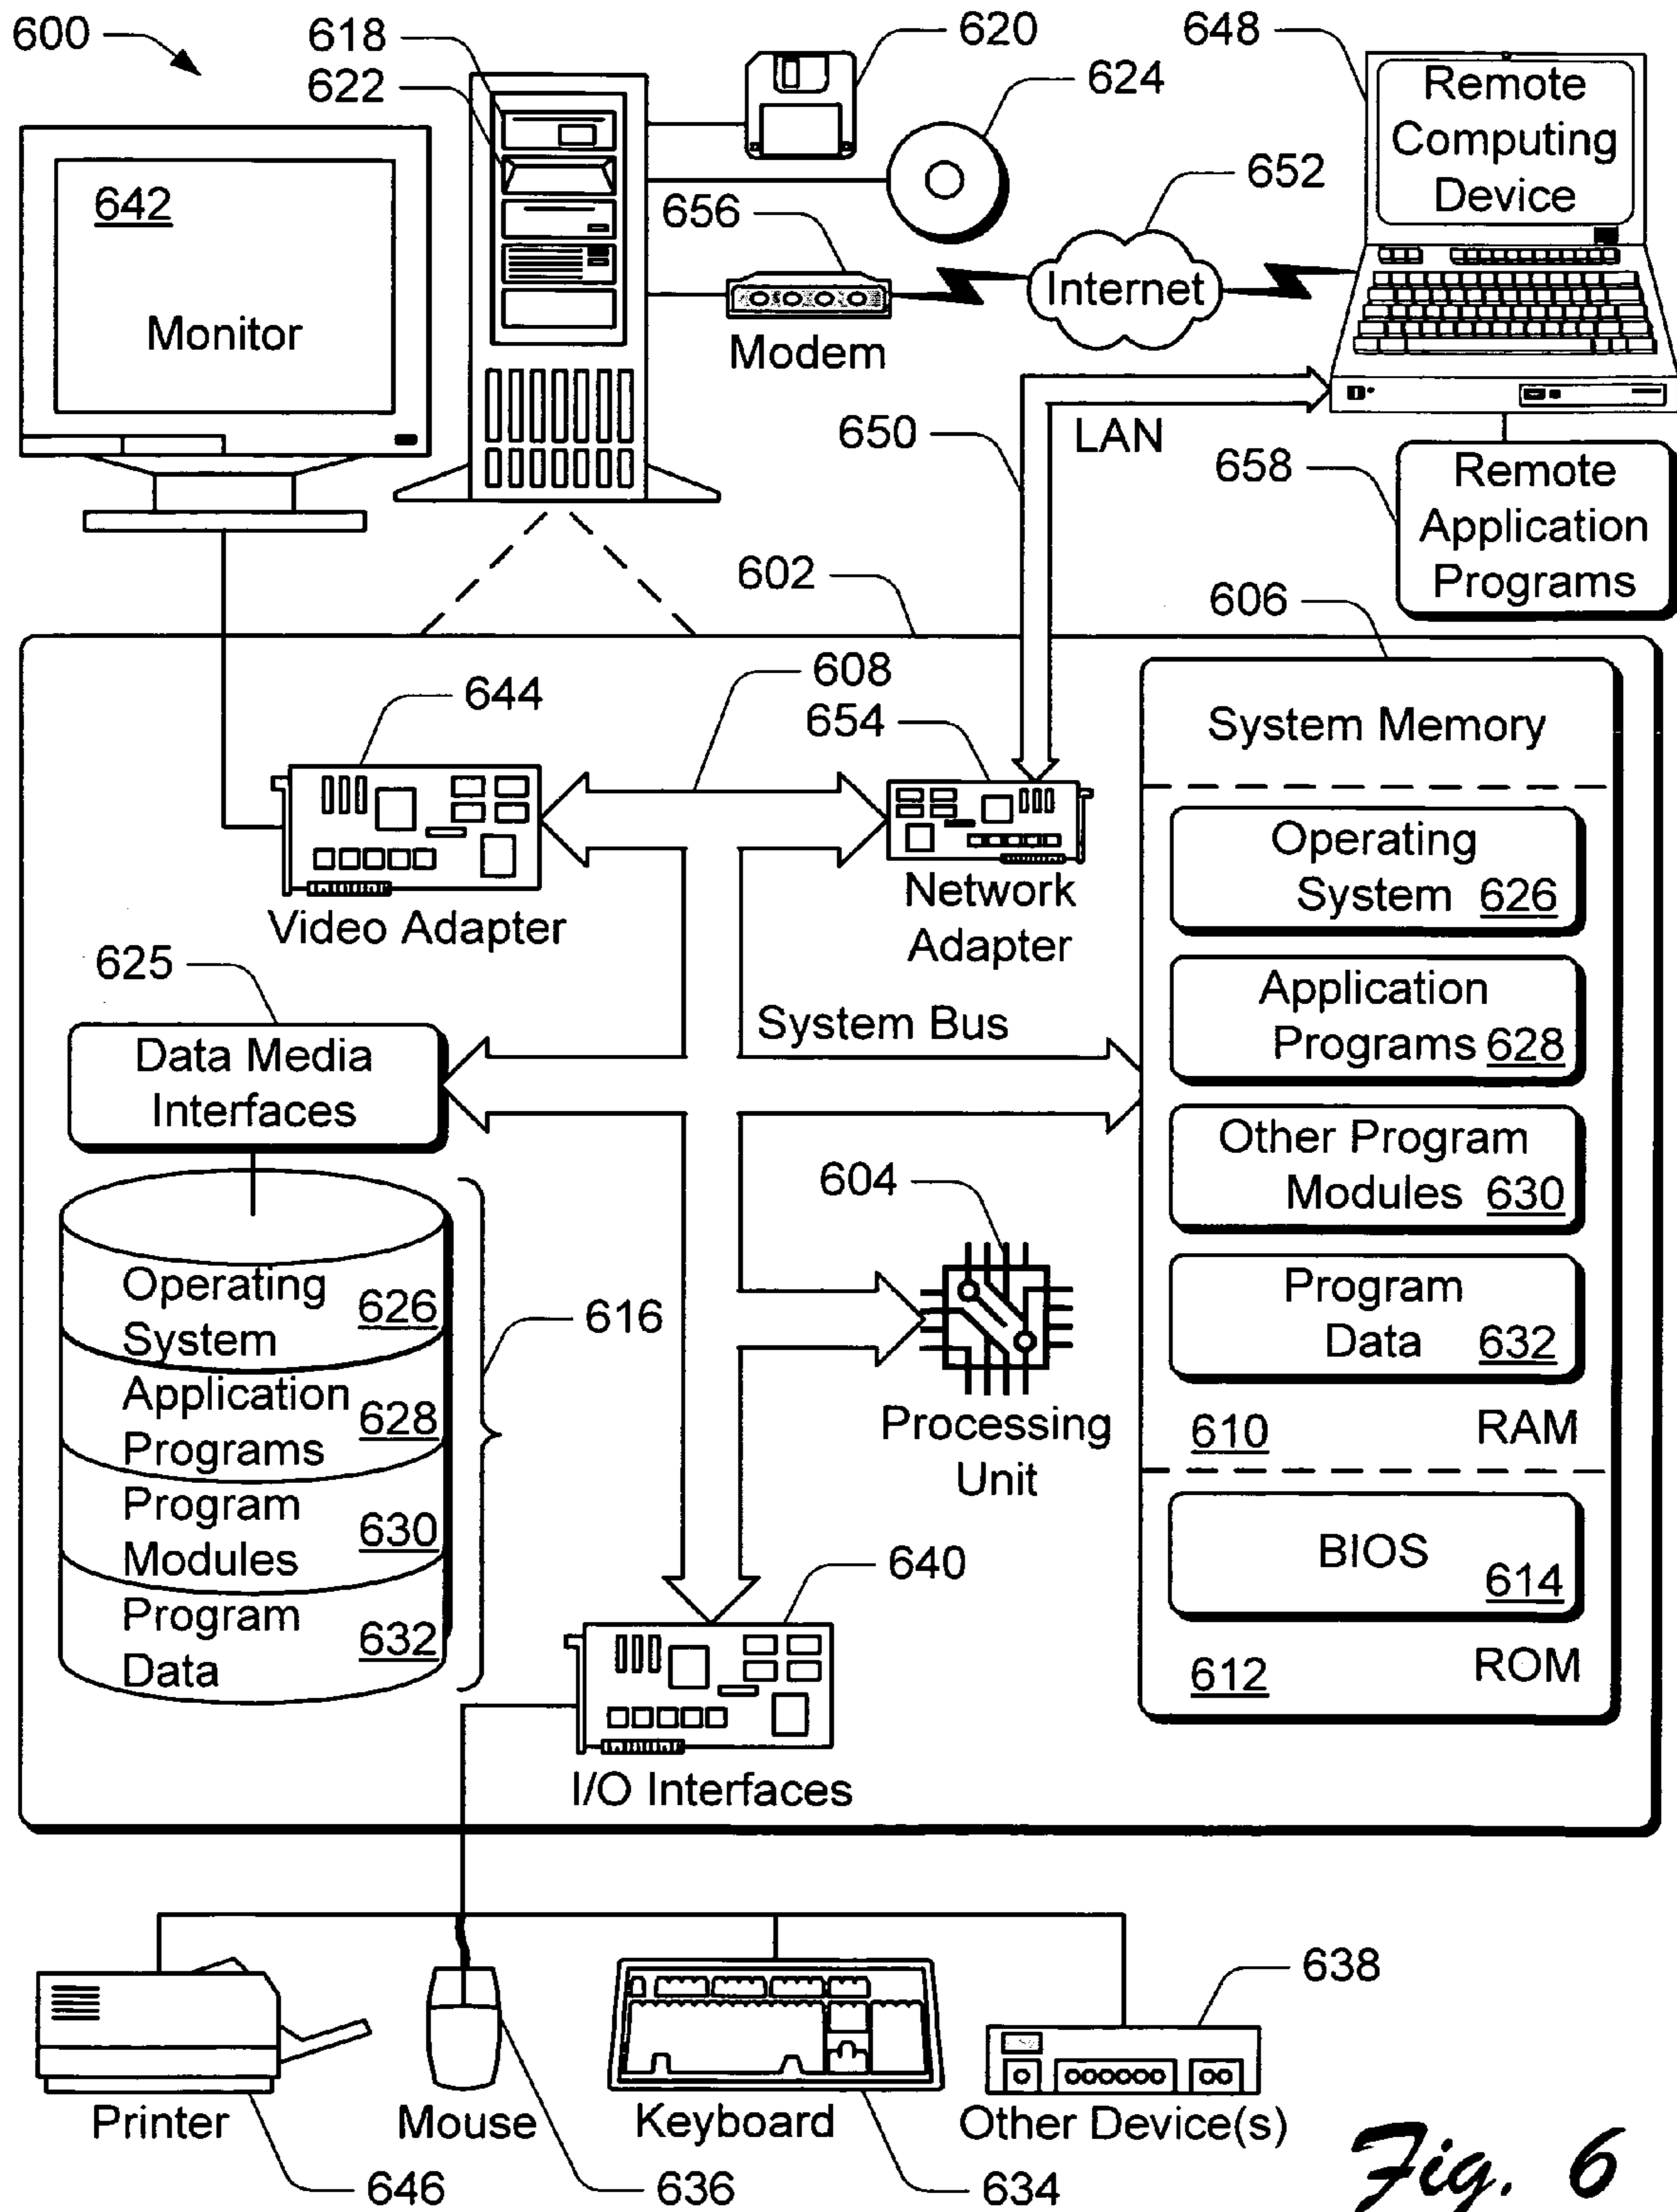 600
618
622
620
624
648
Remote
Computing
Device
642
Monitor
656
Modem
652
Internet
650
LAN
658
Remote
Application
Programs
602
606
608
644
654
System Memory
Video Adapter
Network
Adapter
Operating
System 626
625
Data Media
Interfaces
System Bus
Application
Programs 628
Other Program
Modules 630
604
Processing
Unit
Program
Data 632
610 RAM
Operating
System 626
616
Application
Programs 628
Program
Modules 630
Program
Data 632
BIOS
614
612 ROM
640
I/O Interfaces
638
Printer
Mouse
Keyboard
Other Device(s)
646
636
634
Fig. 6